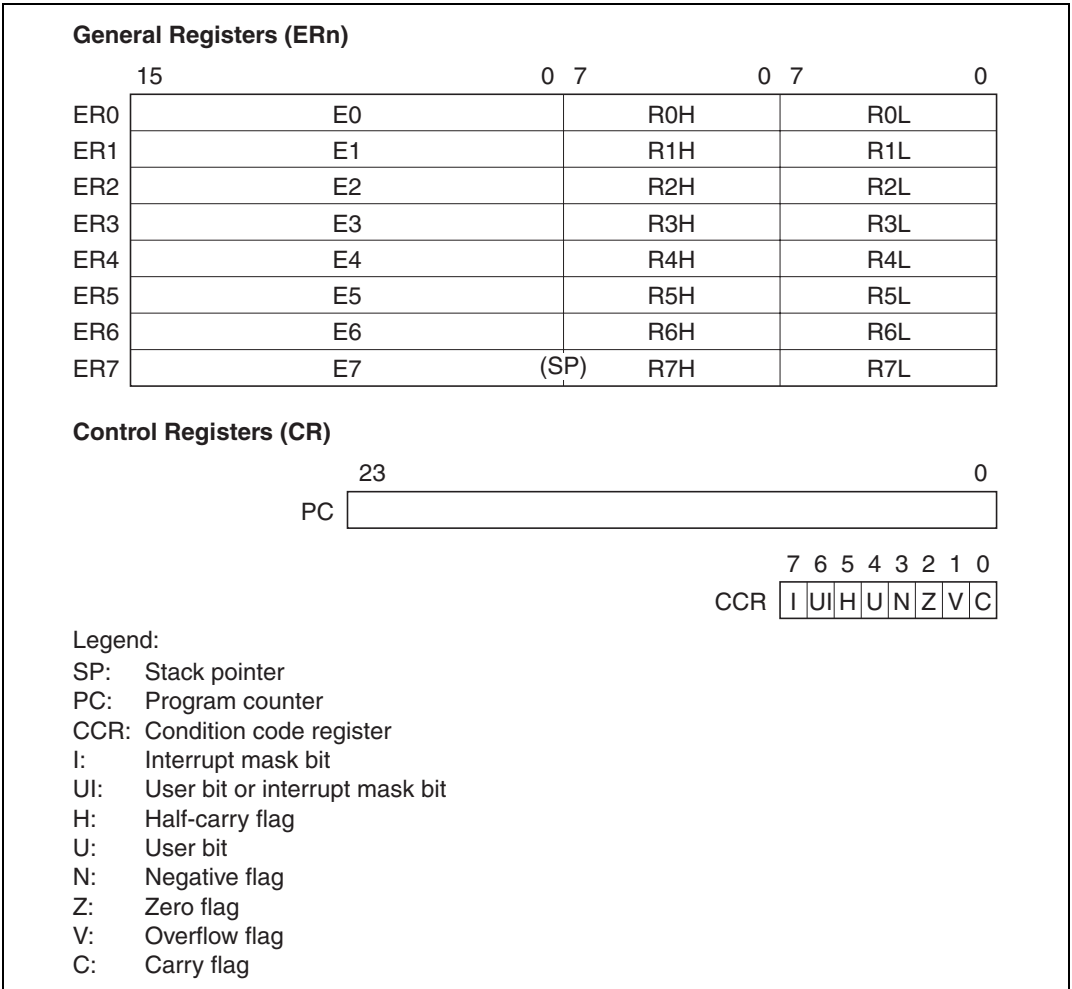 General Registers (ERn)
15 0 7 0 7 0
ER0 E0 R0H R0L
ER1 E1 R1H R1L
ER2 E2 R2H R2L
ER3 E3 R3H R3L
ER4 E4 R4H R4L
ER5 E5 R5H R5L
ER6 E6 R6H R6L
ER7 E7 (SP) R7H R7L
Control Registers (CR)
23 0
PC
7 6 5 4 3 2 1 0
CCR I UI H U N Z V C
Legend:
SP: Stack pointer
PC: Program counter
CCR: Condition code register
I: Interrupt mask bit
UI: User bit or interrupt mask bit
H: Half-carry flag
U: User bit
N: Negative flag
Z: Zero flag
V: Overflow flag
C: Carry flag